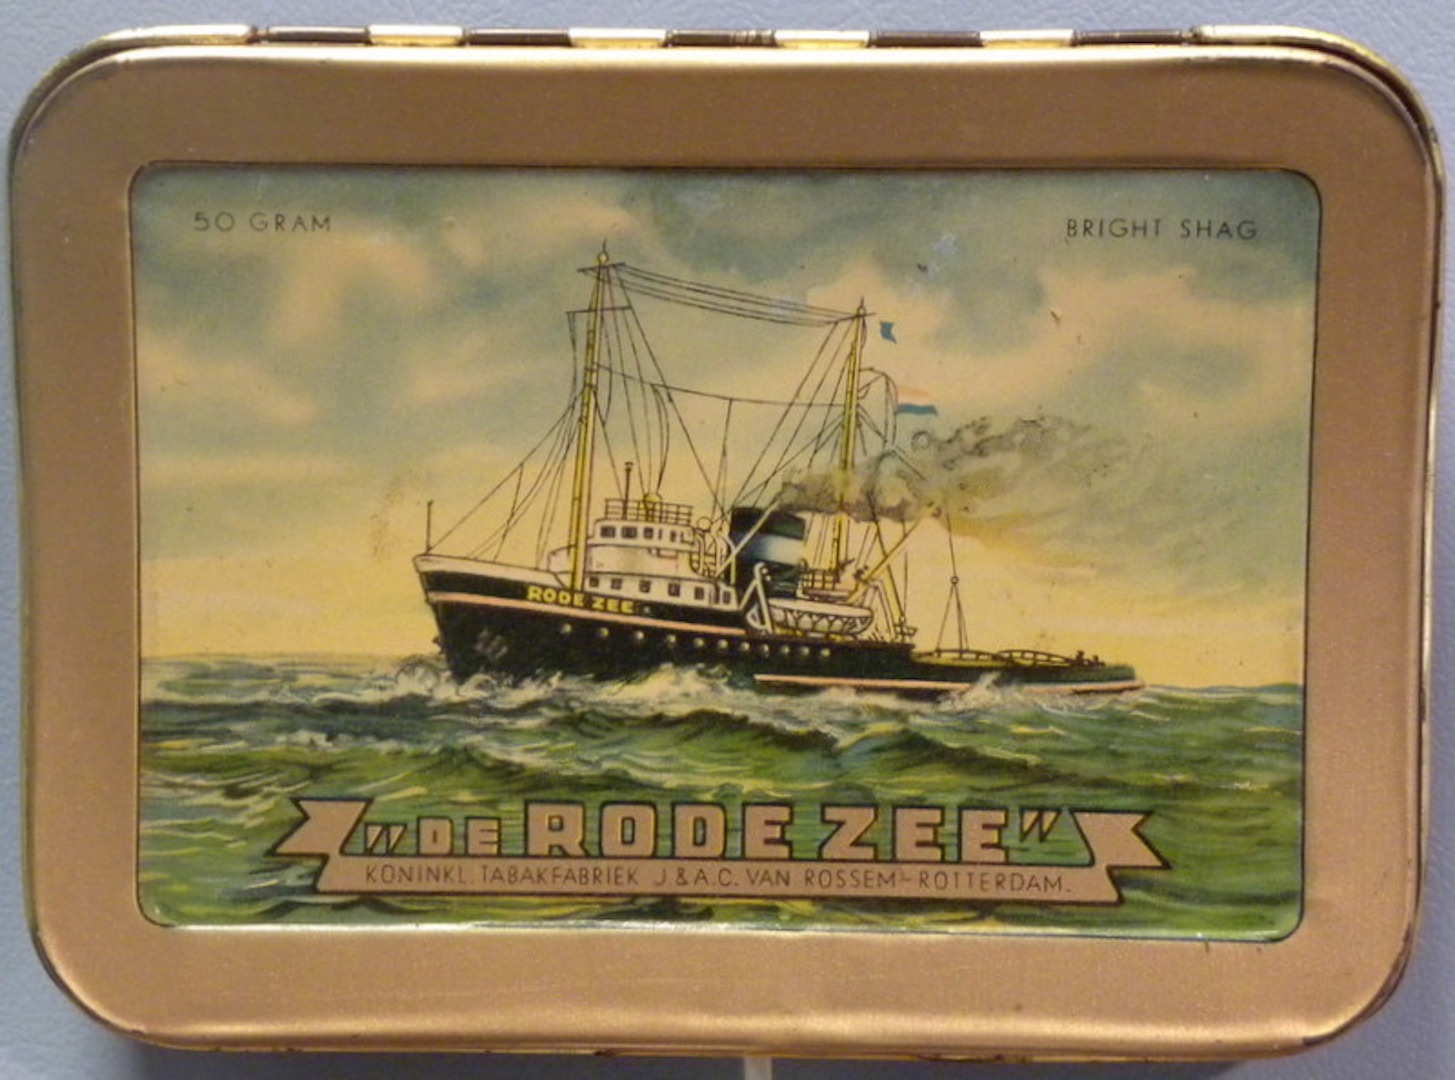 50 GRAM
BRIGHT SHAG
RODE ZEE
"DE RODE ZEE"
KONINKL. TABAKFABRIEK J & A.C. VAN ROSSEM-ROTTERDAM.